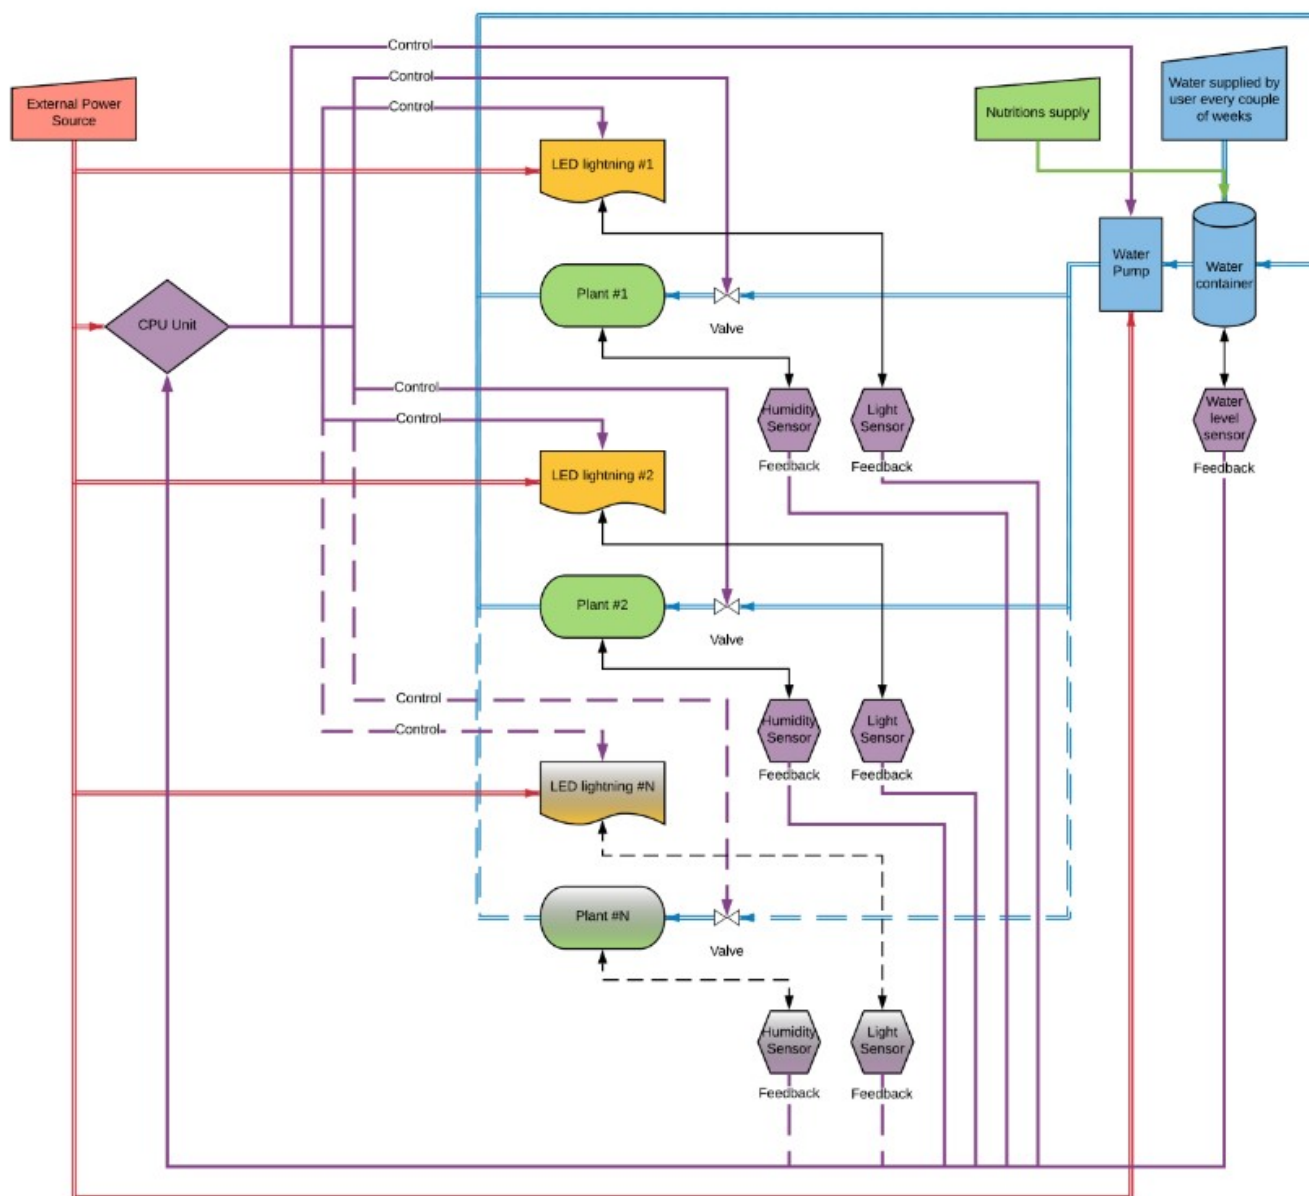 Control
Control
Control
External Power
Source
Nutritions supply
Water supplied by
user every couple
of weeks
LED lightning #1
Water
Pump
Water
container
Plant #1
CPU Unit
Valve
Control
Control
Humidity
Sensor
Light
Sensor
Water
level
sensor
Feedback
Feedback
Feedback
LED lightning #2
Plant #2
Valve
Control
Control
Humidity
Sensor
Light
Sensor
Feedback
Feedback
LED lightning #N
Plant #N
Valve
Humidity
Sensor
Light
Sensor
Feedback
Feedback